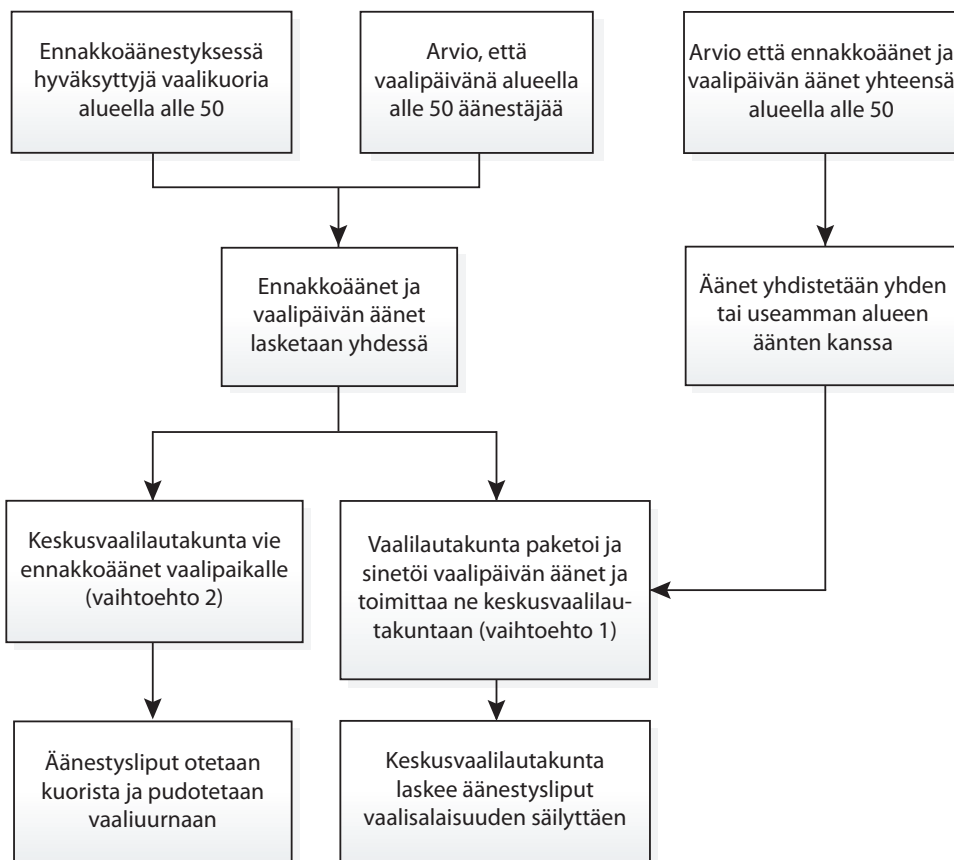 Ennakkoäänestyksessä
hyväksyttyjä vaalikuoria
alueella alle 50
Arvio, että
vaalipäivänä alueella
alle 50 äänestäjää
Arvio että ennakkoäänet ja
vaalipäivän äänet yhteensä
alueella alle 50
Ennakkoäänet ja
vaalipäivän äänet
lasketaan yhdessä
Äänet yhdistetään yhden
tai useamman alueen
äänten kanssa
Keskusvaalilautakunta vie
ennakkoäänet vaalipaikalle
(vaihtoehto 2)
Vaalilautakunta paketoi ja
sinetöi vaalipäivän äänet ja
toimittaa ne keskusvaalilau-
takuntaan (vaihtoehto 1)
Äänestysliput otetaan
kuorista ja pudotetaan
vaaliuurnaan
Keskusvaalilautakunta
laskee äänestysliput
vaalisalaisuuden säilyttäen